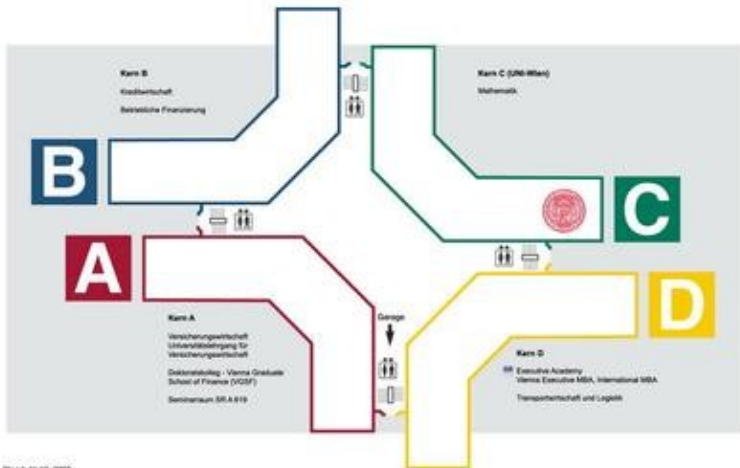 Kern B
Kreditwirtschaft
Betriebliche Finanzierung
Kern C (UNI-Wien)
Mathematik
B
C
A
D
Kern A
Versicherungswirtschaft
Universitätslehrgang für
Versicherungswirtschaft
Doktoratskolleg - Vienna Graduate
School of Finance (VGSF)
Seminarraum SR A 619
Garage
Kern D
Executive Academy
Vienna Executive MBA, International MBA
Transportwirtschaft und Logistik